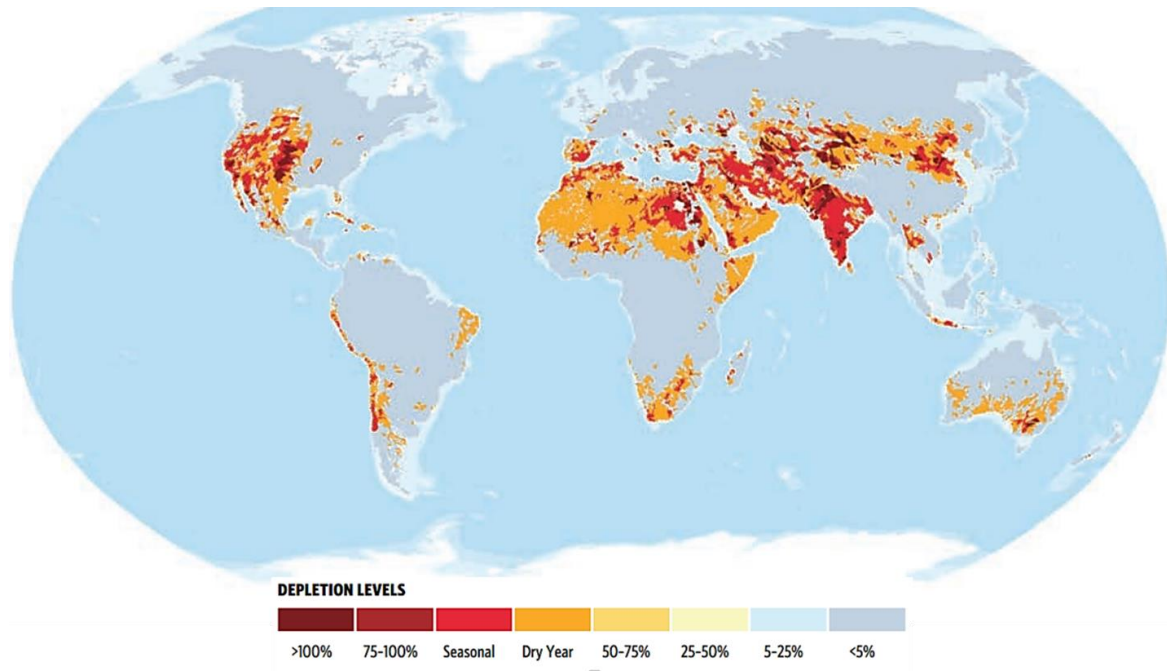 DEPLETION LEVELS
>100% 75-100% Seasonal Dry Year 50-75% 25-50% 5-25% <5%